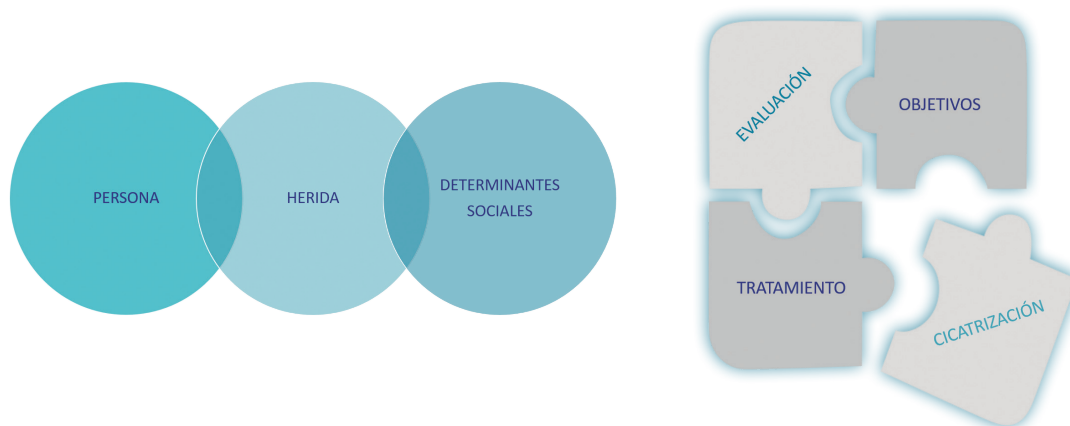 PERSONA
HERIDA
DETERMINANTES
SOCIALES
EVALUACIÓN
OBJETIVOS
TRATAMIENTO
CICATRIZACIÓN